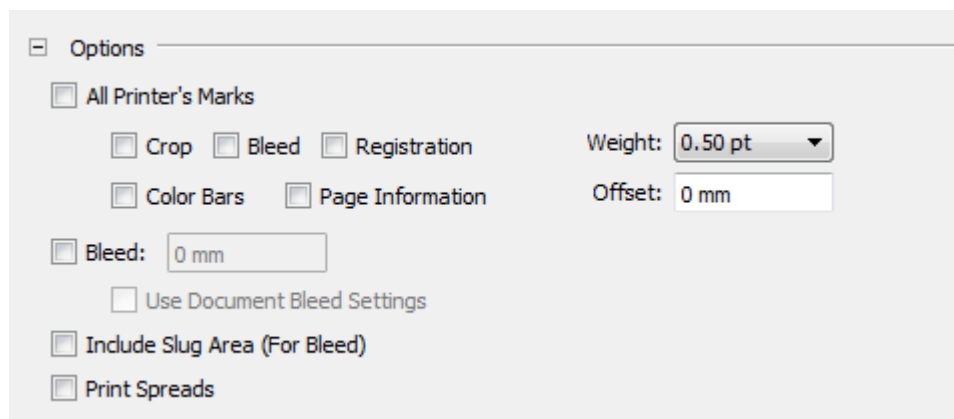 Options
All Printer's Marks
Crop Bleed Registration Weight: 0.50 pt
Color Bars Page Information Offset: 0 mm
Bleed: 0 mm
Use Document Bleed Settings
Include Slug Area (For Bleed)
Print Spreads